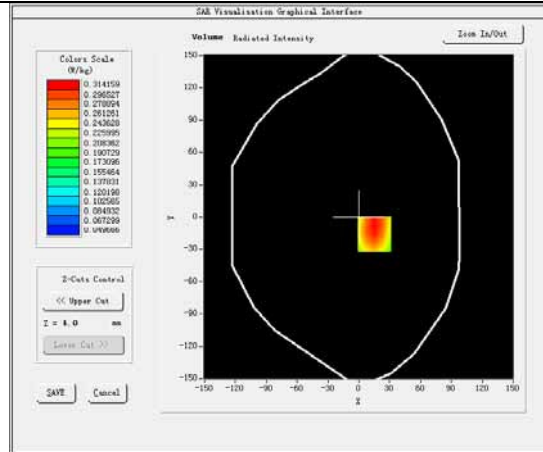 SAR Visualisation Graphical Interface
Volume Radiated Intensity
Zoom In/Out
Colors Scale
(W/kg)
0.314159
0.296527
0.278894
0.261261
0.243628
0.225995
0.208362
0.190729
0.173096
0.155464
0.137831
0.120198
0.102565
0.084932
0.067299
0.049666
Z-Cuts Control
<< Upper Cut
Z = 4.0 mm
Lower Cut >>
SAVE
Cancel
150
120
90
60
30
0
-30
-60
-90
-120
-150
Y
-150 -120 -90 -60 -30 0 30 60 90 120 150
X